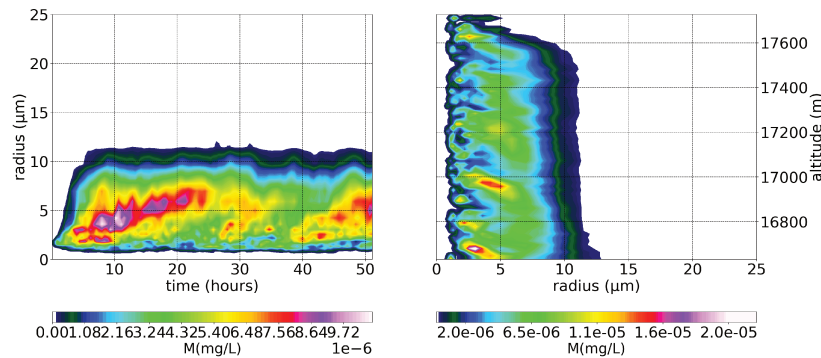 25
20
15
10
5
0
radius (μm)
10 20 30 40 50
time (hours)
0.001.082.163.244.325.406.487.568.649.72
M(mg/L)
1e−6
17600
17400
17200
17000
16800
altitude (m)
0 5 10 15 20 25
radius (μm)
2.0e-06 6.5e-06 1.1e-05 1.6e-05 2.0e-05
M(mg/L)